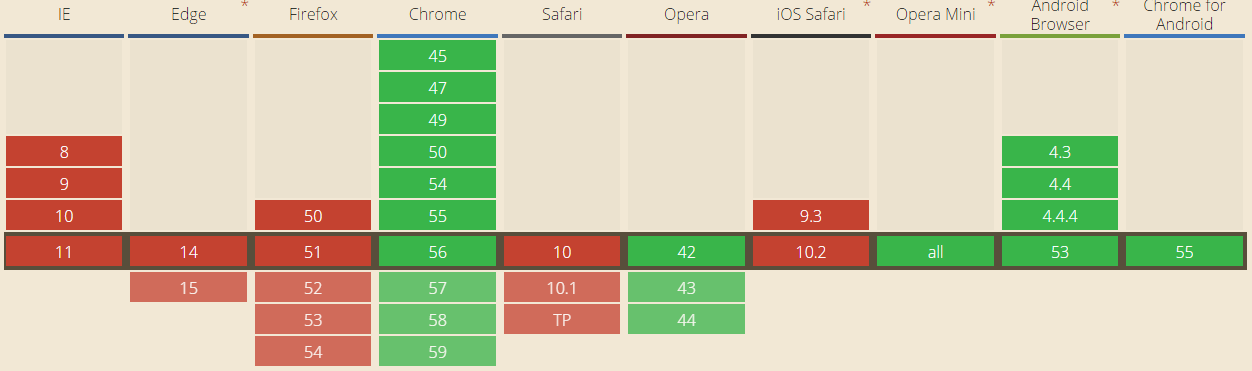 IE Edge * Firefox Chrome Safari Opera iOS Safari * Opera Mini * Android Browser * Chrome for Android
45
47
49
8 50 4.3
9 54 4.4
10 50 55 9.3 4.4.4
11 14 51 56 10 42 10.2 all 53 55
15 52 57 10.1 43
53 58 TP 44
54 59